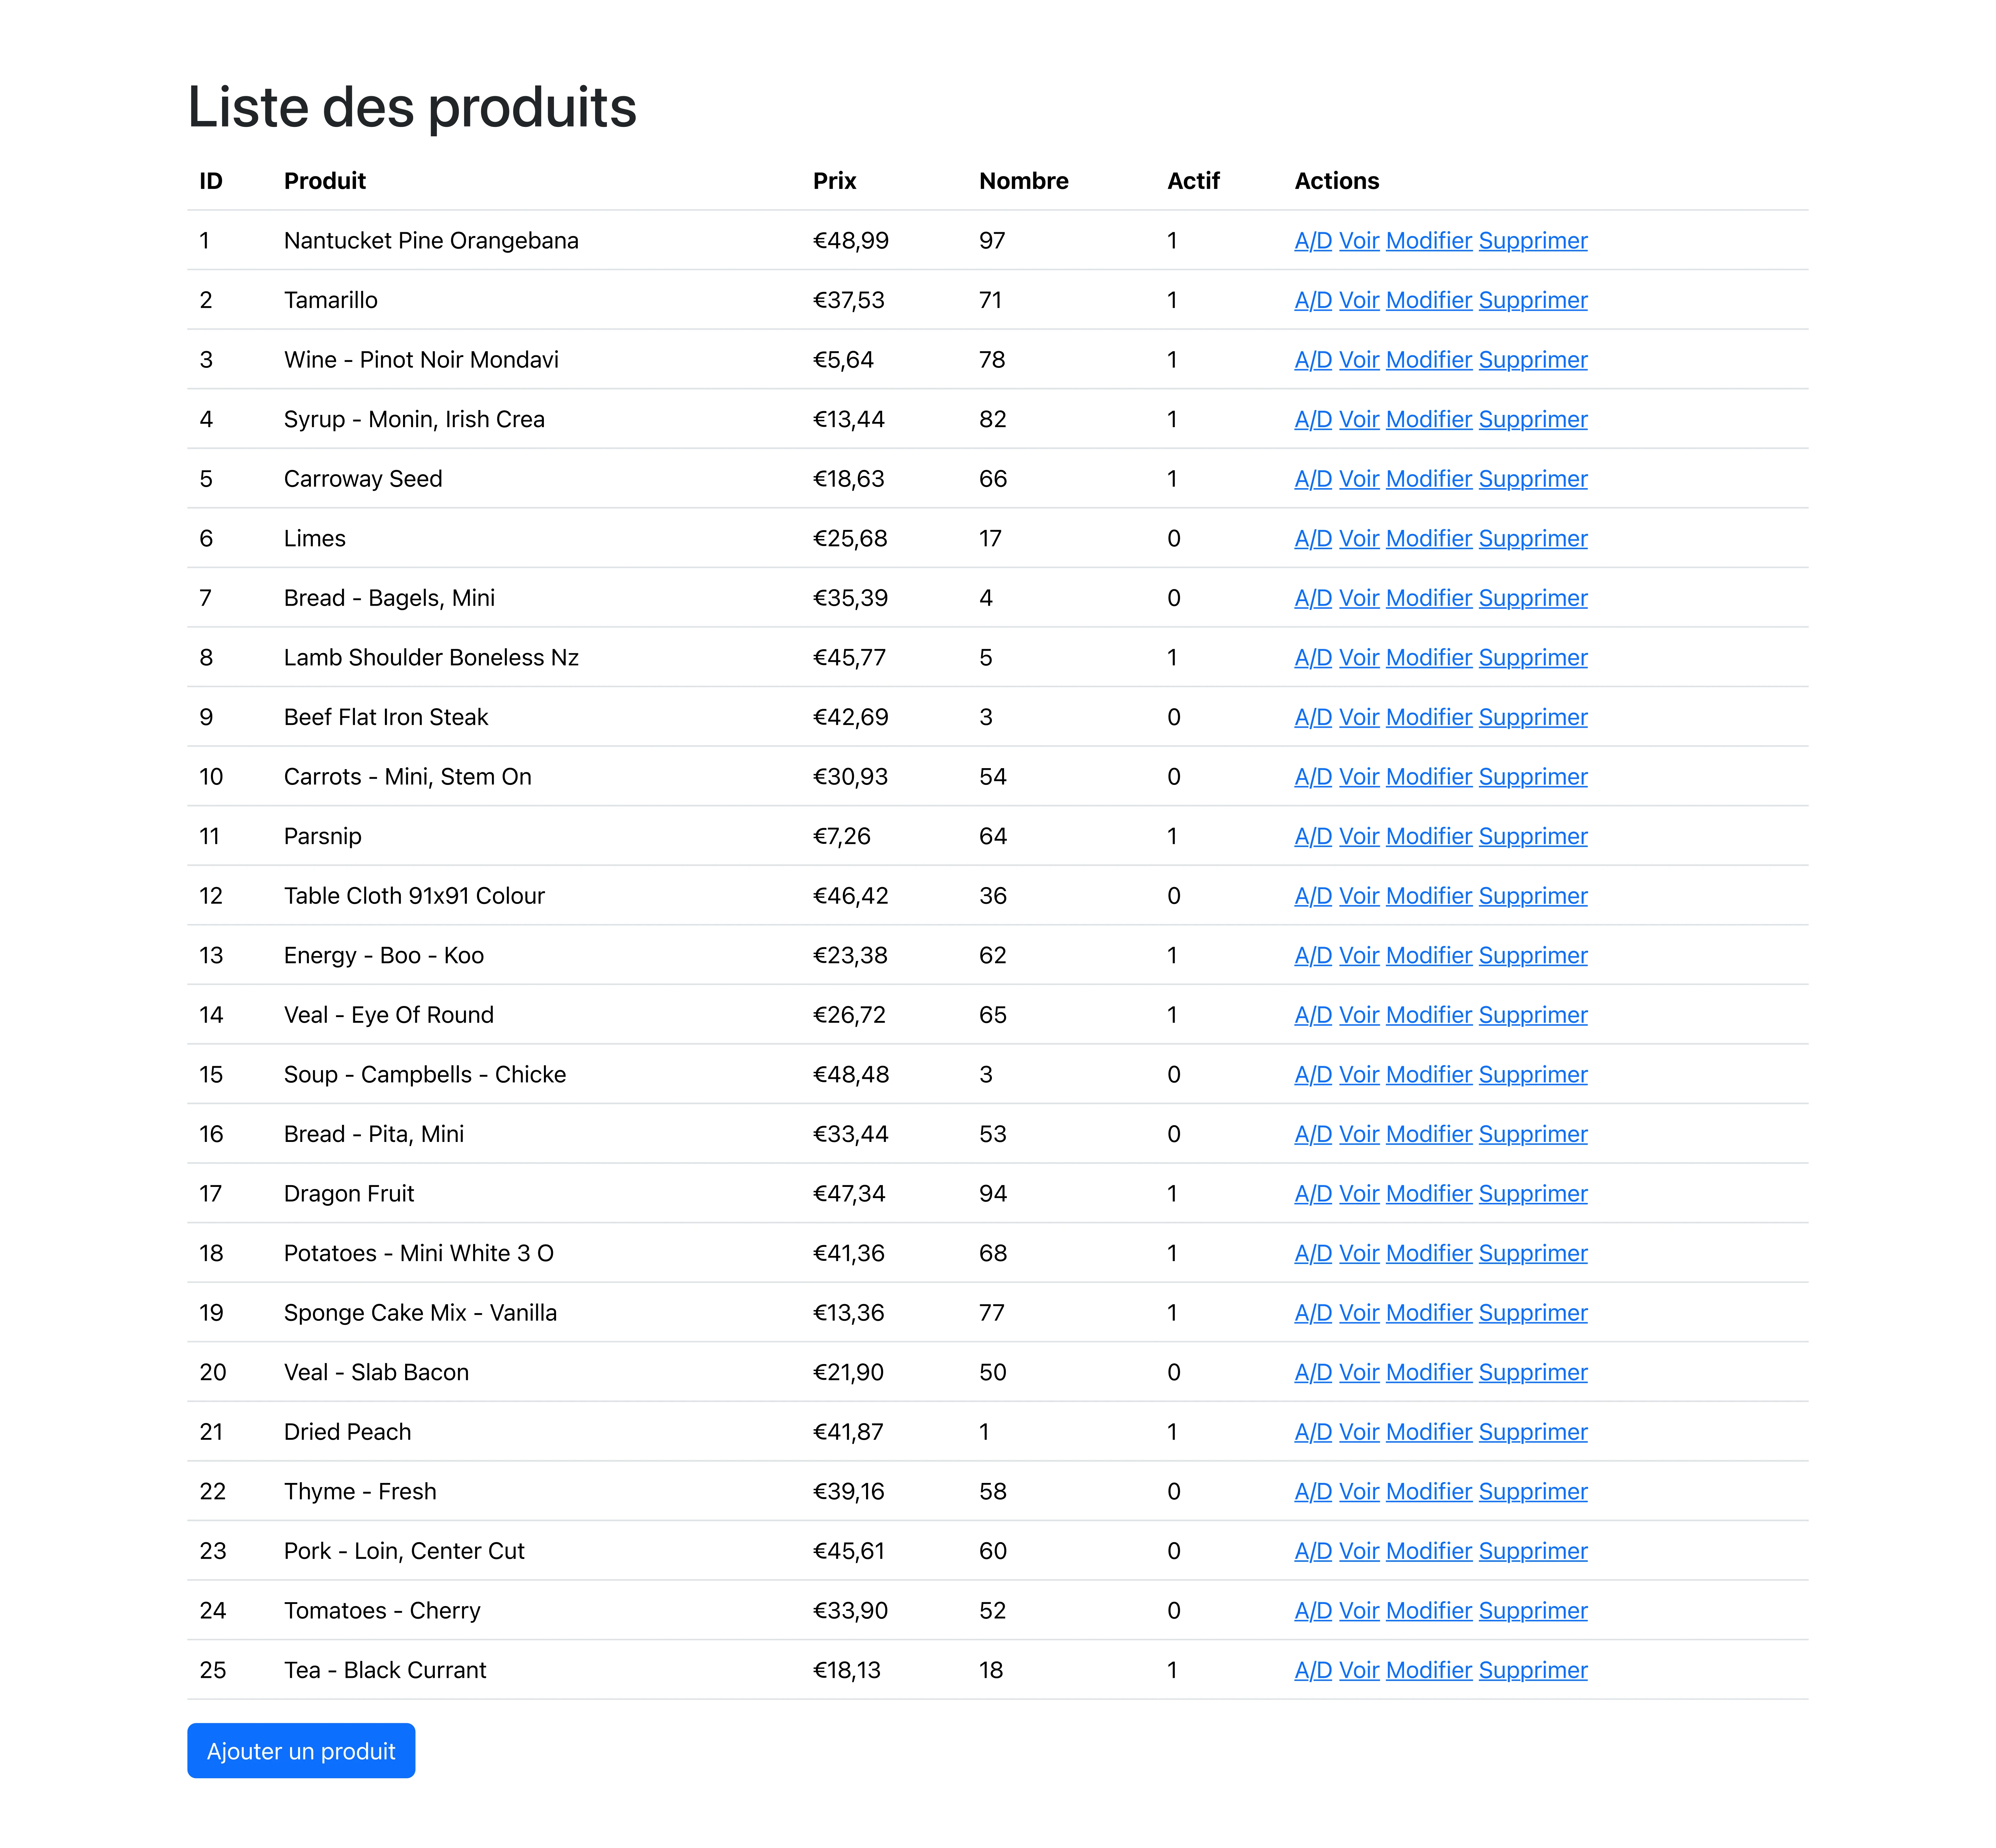 Liste des produits
ID Produit Prix Nombre Actif Actions
1 Nantucket Pine Orangebana €48,99 97 1 A/D Voir Modifier Supprimer
2 Tamarillo €37,53 71 1 A/D Voir Modifier Supprimer
3 Wine - Pinot Noir Mondavi €5,64 78 1 A/D Voir Modifier Supprimer
4 Syrup - Monin, Irish Crea €13,44 82 1 A/D Voir Modifier Supprimer
5 Carroway Seed €18,63 66 1 A/D Voir Modifier Supprimer
6 Limes €25,68 17 0 A/D Voir Modifier Supprimer
7 Bread - Bagels, Mini €35,39 4 0 A/D Voir Modifier Supprimer
8 Lamb Shoulder Boneless Nz €45,77 5 1 A/D Voir Modifier Supprimer
9 Beef Flat Iron Steak €42,69 3 0 A/D Voir Modifier Supprimer
10 Carrots - Mini, Stem On €30,93 54 0 A/D Voir Modifier Supprimer
11 Parsnip €7,26 64 1 A/D Voir Modifier Supprimer
12 Table Cloth 91x91 Colour €46,42 36 0 A/D Voir Modifier Supprimer
13 Energy - Boo - Koo €23,38 62 1 A/D Voir Modifier Supprimer
14 Veal - Eye Of Round €26,72 65 1 A/D Voir Modifier Supprimer
15 Soup - Campbells - Chicke €48,48 3 0 A/D Voir Modifier Supprimer
16 Bread - Pita, Mini €33,44 53 0 A/D Voir Modifier Supprimer
17 Dragon Fruit €47,34 94 1 A/D Voir Modifier Supprimer
18 Potatoes - Mini White 3 O €41,36 68 1 A/D Voir Modifier Supprimer
19 Sponge Cake Mix - Vanilla €13,36 77 1 A/D Voir Modifier Supprimer
20 Veal - Slab Bacon €21,90 50 0 A/D Voir Modifier Supprimer
21 Dried Peach €41,87 1 1 A/D Voir Modifier Supprimer
22 Thyme - Fresh €39,16 58 0 A/D Voir Modifier Supprimer
23 Pork - Loin, Center Cut €45,61 60 0 A/D Voir Modifier Supprimer
24 Tomatoes - Cherry €33,90 52 0 A/D Voir Modifier Supprimer
25 Tea - Black Currant €18,13 18 1 A/D Voir Modifier Supprimer
Ajouter un produit